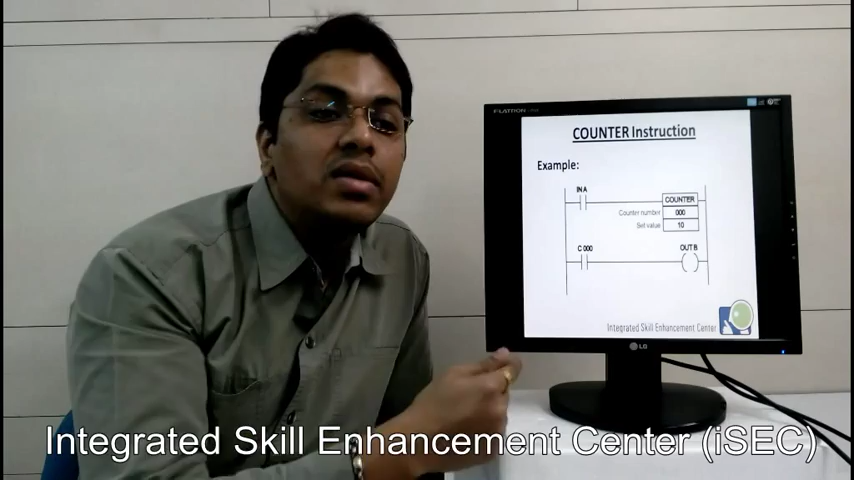 FLATRON
COUNTER Instruction
Example:
IN A
COUNTER
Counter number 000
Set value 10
C 000
OUT B
Integrated Skill Enhancement Center
LG
Integrated Skill Enhancement Center (iSEC)